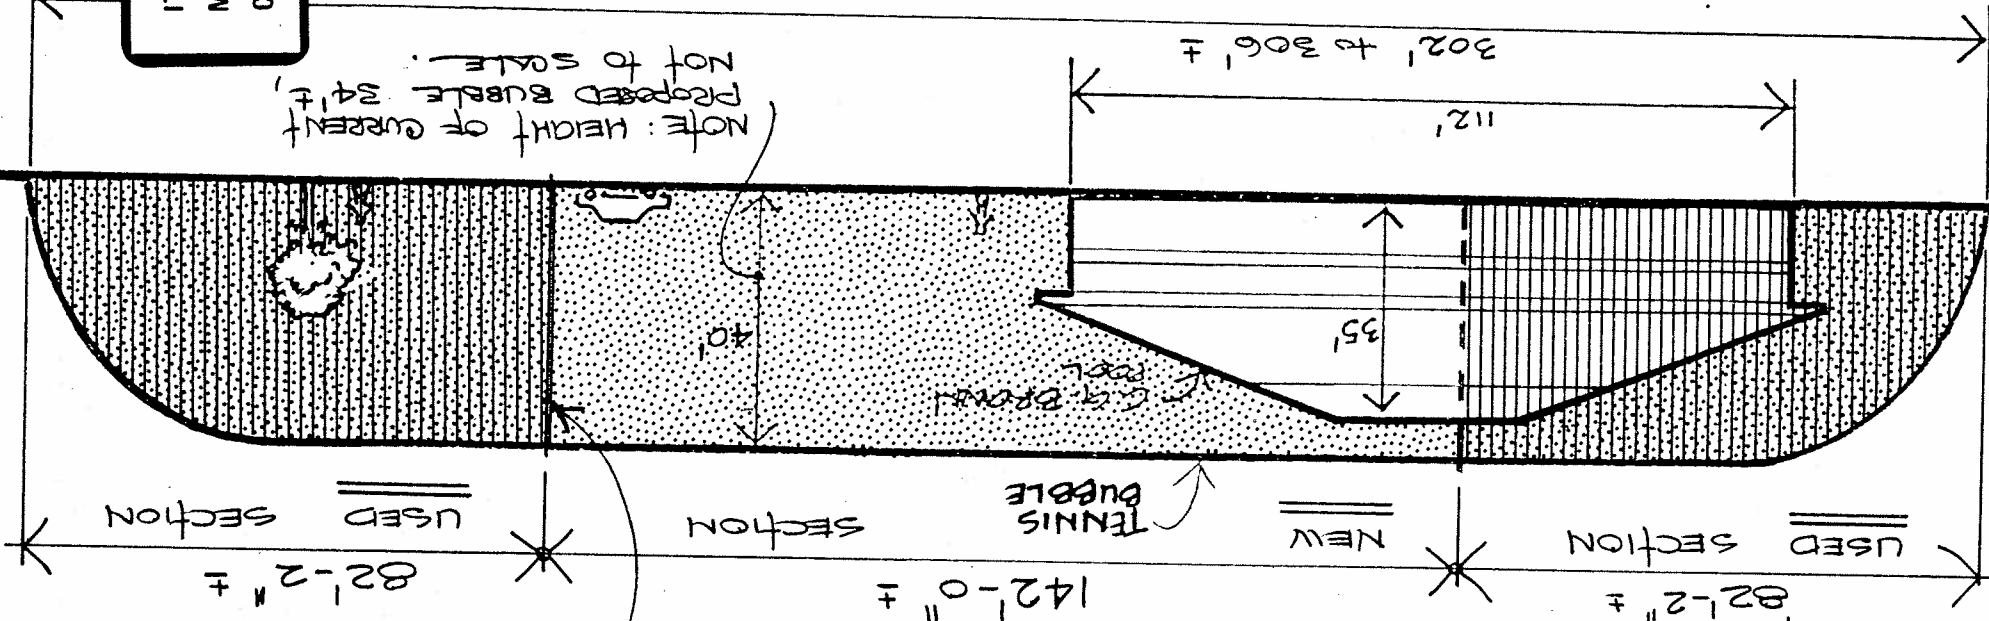 82'-2" ±
142'-0" ±
82'-2" ±
USED SECTION
NEW SECTION
USED SECTION
TENNIS
BUBBLE
G.G. BROWN
POOL
35'
40'
112'
NOTE: HEIGHT OF CURRENT
PROPOSED BUBBLE 34'±,
NOT TO SCALE.
302' to 306' ±